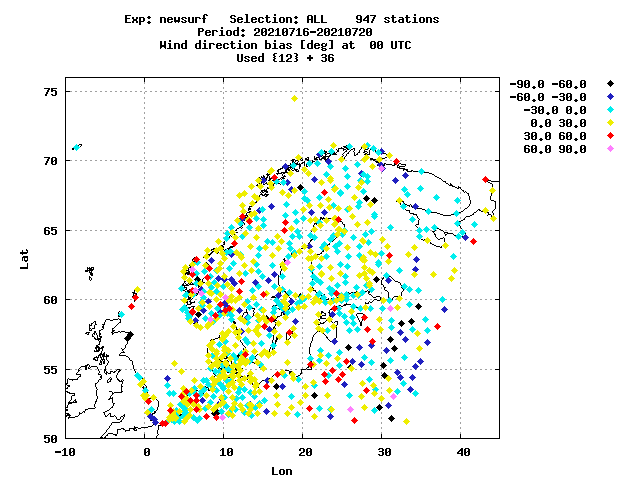 Exp: newsurf   Selection: ALL    947 stations
Period: 20210716-20210720
Wind direction bias [deg] at  00 UTC
Used {12} + 36
-90.0 -60.0
-60.0 -30.0
-30.0 0.0
0.0 30.0
30.0 60.0
60.0 90.0
75
70
65
60
55
50
Lat
-10 0 10 20 30 40
Lon